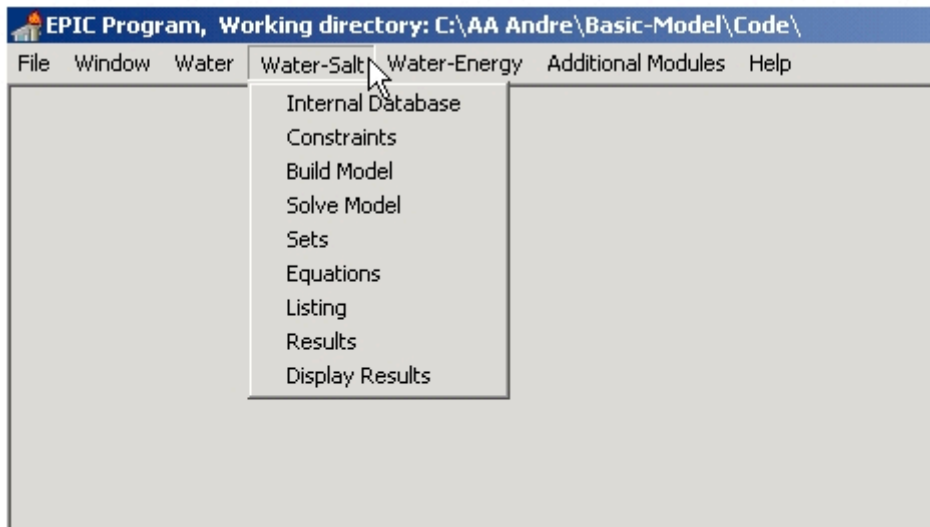 EPIC Program, Working directory: C:\AA Andre\Basic-Model\Code\
File Window Water Water-Salt Water-Energy Additional Modules Help
Internal Database
Constraints
Build Model
Solve Model
Sets
Equations
Listing
Results
Display Results